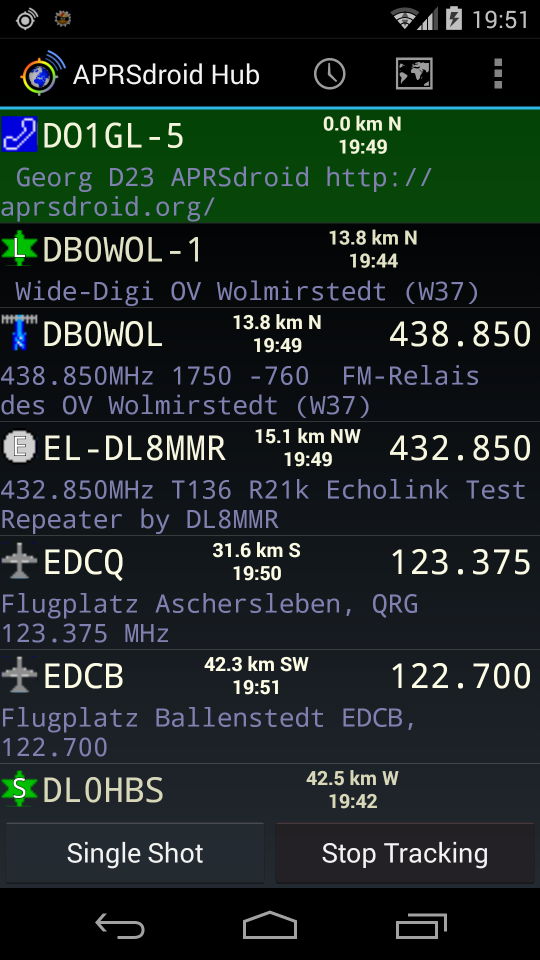 19:51
APRSdroid Hub
DO1GL-5
0.0 km N
19:49
Georg D23 APRSdroid http://
aprsdroid.org/
L
DB0WOL-1
13.8 km N
19:44
Wide-Digi OV Wolmirstedt (W37)
DB0WOL
13.8 km N
19:49
438.850
438.850MHz 1750 -760  FM-Relais
des OV Wolmirstedt (W37)
E
EL-DL8MMR
15.1 km NW
19:49
432.850
432.850MHz T136 R21k Echolink Test
Repeater by DL8MMR
EDCQ
31.6 km S
19:50
123.375
Flugplatz Aschersleben, QRG
123.375 MHz
EDCB
42.3 km SW
19:51
122.700
Flugplatz Ballenstedt EDCB,
122.700
S
DL0HBS
42.5 km W
19:42
Single Shot
Stop Tracking